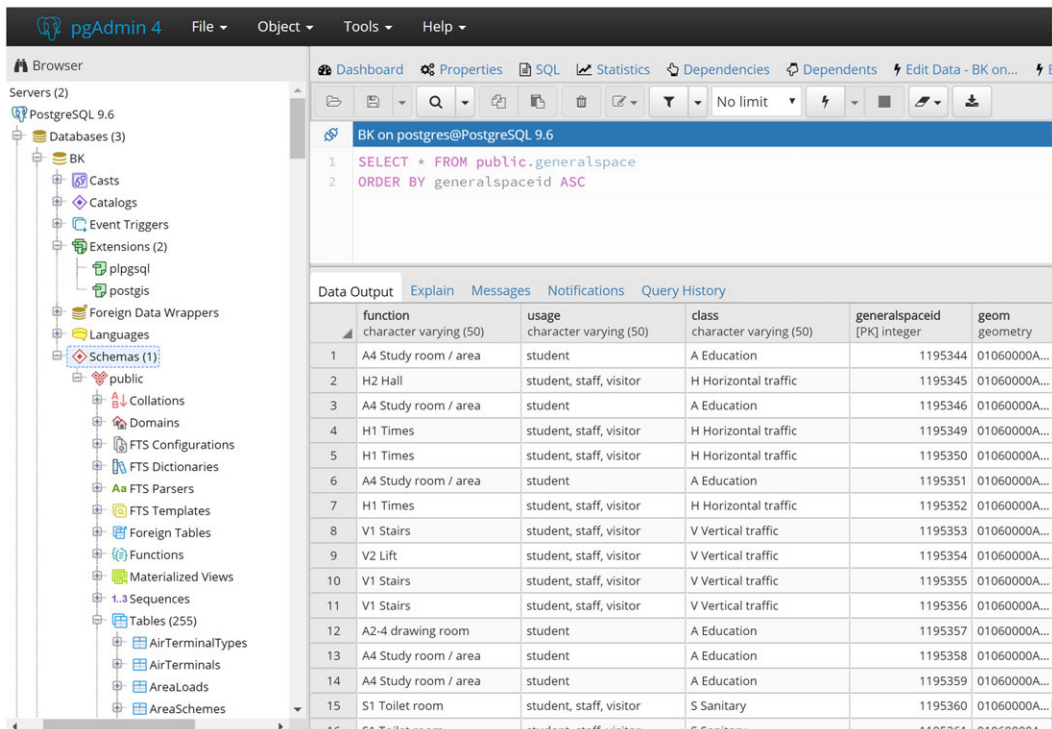 pgAdmin 4 File Object Tools Help
Browser
Dashboard Properties SQL Statistics Dependencies Dependents Edit Data - BK on...
Servers (2)
PostgreSQL 9.6
Databases (3)
BK
Casts
Catalogs
Event Triggers
Extensions (2)
plpgsql
postgis
Foreign Data Wrappers
Languages
Schemas (1)
public
Collations
Domains
FTS Configurations
FTS Dictionaries
Aa FTS Parsers
FTS Templates
Foreign Tables
Functions
Materialized Views
1..3 Sequences
Tables (255)
AirTerminalTypes
AirTerminals
AreaLoads
AreaSchemes
No limit
BK on postgres@PostgreSQL 9.6
1 SELECT * FROM public.generalspace
2 ORDER BY generalspaceid ASC
Data Output Explain Messages Notifications Query History
function usage class generalspaceid geom
character varying (50) character varying (50) character varying (50) [PK] integer geometry
1 A4 Study room / area student A Education 1195344 01060000A...
2 H2 Hall student, staff, visitor H Horizontal traffic 1195345 01060000A...
3 A4 Study room / area student A Education 1195346 01060000A...
4 H1 Times student, staff, visitor H Horizontal traffic 1195349 01060000A...
5 H1 Times student, staff, visitor H Horizontal traffic 1195350 01060000A...
6 A4 Study room / area student A Education 1195351 01060000A...
7 H1 Times student, staff, visitor H Horizontal traffic 1195352 01060000A...
8 V1 Stairs student, staff, visitor V Vertical traffic 1195353 01060000A...
9 V2 Lift student, staff, visitor V Vertical traffic 1195354 01060000A...
10 V1 Stairs student, staff, visitor V Vertical traffic 1195355 01060000A...
11 V1 Stairs student, staff, visitor V Vertical traffic 1195356 01060000A...
12 A2-4 drawing room student A Education 1195357 01060000A...
13 A4 Study room / area student A Education 1195358 01060000A...
14 A4 Study room / area student A Education 1195359 01060000A...
15 S1 Toilet room student, staff, visitor S Sanitary 1195360 01060000A...